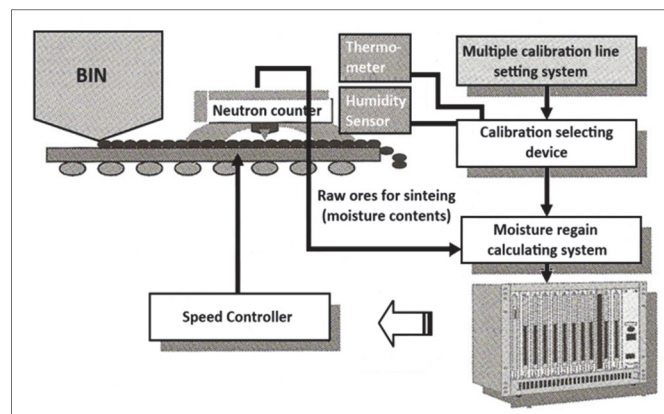 BIN
Neutron counter
Thermo-
meter
Humidity
Sensor
Multiple calibration line
setting system
Calibration selecting
device
Raw ores for sinteing
(moisture contents)
Moisture regain
calculating system
Speed Controller